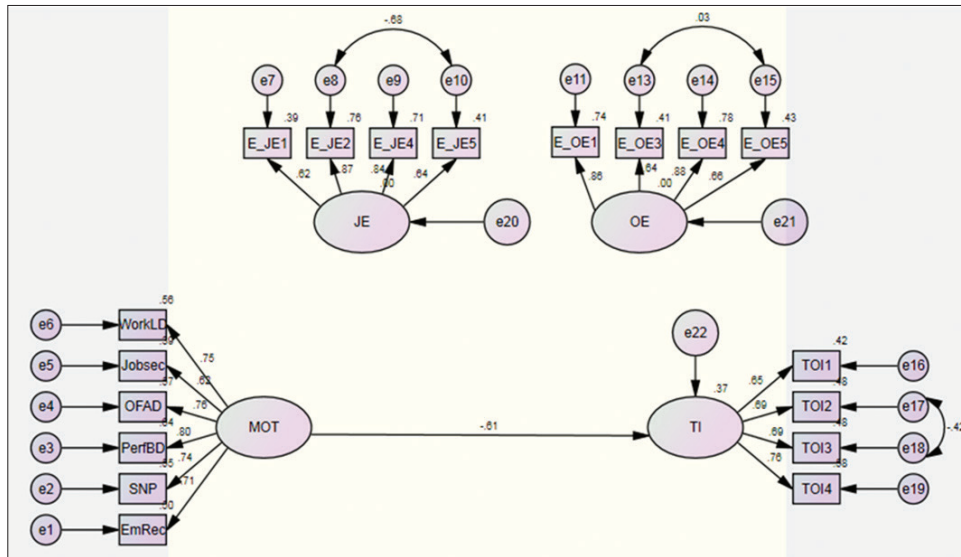 -.68
.03
e7 e8 e9 e10
e11 e13 e14 e15
.39 .76 .71 .41
.74 .41 .78 .43
E_JE1 E_JE2 E_JE4 E_JE5
E_OE1 E_OE3 E_OE4 E_OE5
.62 .87 .84 .00 .64
.86 .64 .00 .88 .66
JE e20
OE e21
.56
e6 WorkLD
e5 Jobsec
.57
e4 OFAD
.64
e3 PerfBD
.55
e2 SNP
e1 EmRec
.75
.62
.76
.80
.74
.71
MOT
-.61
e22
.37
TI
.65
.69
.69
.76
.42
TOI1 e16
.48
TOI2 e17
.48
TOI3 e18
.58
TOI4 e19
-.42